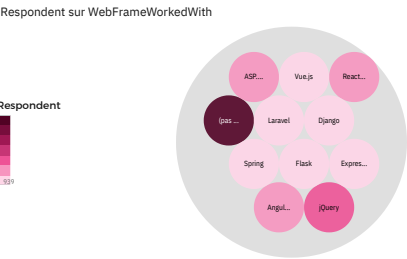 Respondent sur WebFrameWorkedWith
ASP....
Vue.js
React...
Respondent
(pas ...
Laravel
Django
Spring
Flask
Expres...
939
Angul...
jQuery